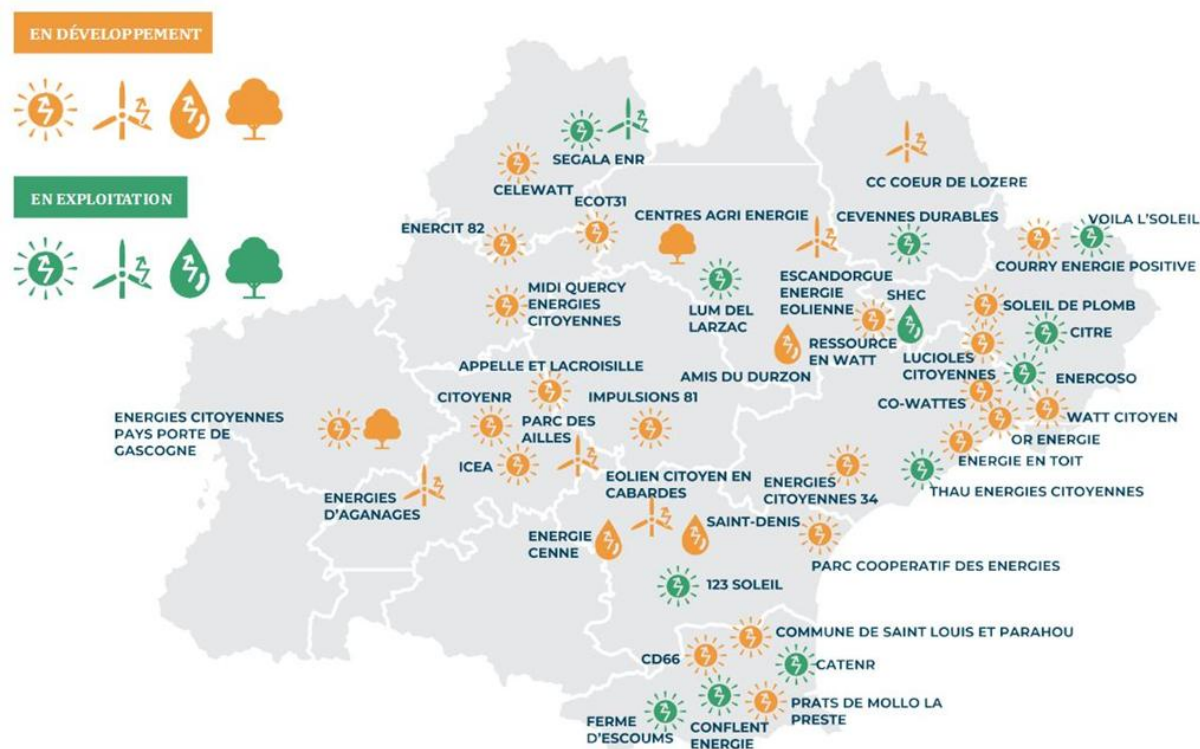 EN DÉVELOPPEMENT
EN EXPLOITATION
SEGALA ENR
CELEWATT
CC COEUR DE LOZERE
ECOT31
CENTRES AGRI ENERGIE
CEVENNES DURABLES
VOILA L'SOLEIL
ENERCIT 82
COURRY ENERGIE POSITIVE
MIDI QUERCY
ENERGIES
CITOYENNES
LUM DEL
LARZAC
ESCANDORGUE
ENERGIE
EOLIENNE
SHEC
SOLEIL DE PLOMB
CITRE
RESSOURCE
EN WATT
LUCIOLES
CITOYENNES
AMIS DU DURZON
ENERCOSO
APPELLE ET LACROISILLE
CITOYENR
IMPULSIONS 81
CO-WATTES
WATT CITOYEN
ENERGIES CITOYENNES
PAYS PORTE DE
GASCOGNE
PARC DES
AILLES
OR ENERGIE
ENERGIE EN TOIT
ICEA
EOLIEN CITOYEN EN
CABARDES
ENERGIES
CITOYENNES 34
THAU ENERGIES CITOYENNES
ENERGIES
D'AGANAGES
SAINT-DENIS
ENERGIE
CENNE
PARC COOPERATIF DES ENERGIES
123 SOLEIL
COMMUNE DE SAINT LOUIS ET PARAHOU
CD66
CATENR
PRATS DE MOLLO LA
PRESTE
FERME
D'ESCOUMS
CONFLENT
ENERGIE